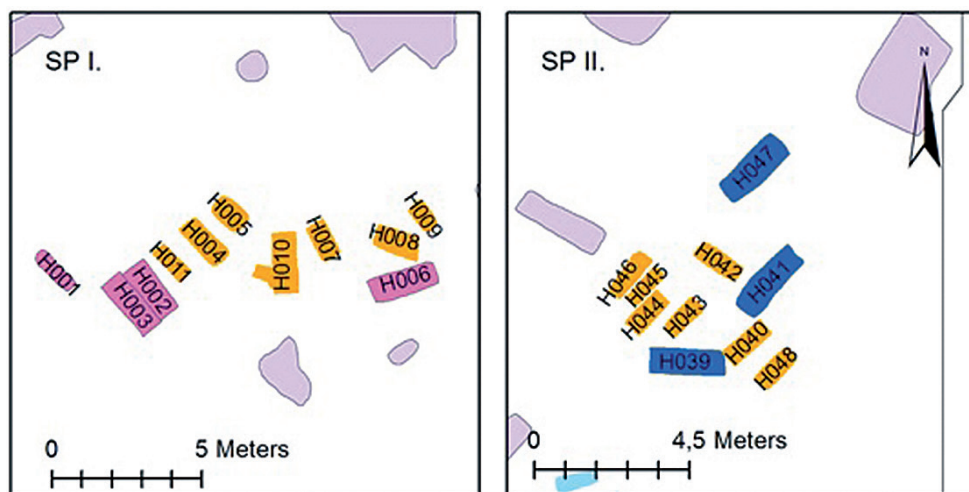 SP I.
H005
H009
H004
H007
H008
H011
H010
H001
H002
H006
H003
0 5 Meters
SP II.
N
H047
H042
H046
H045
H041
H044
H043
H040
H039
H048
0 4,5 Meters